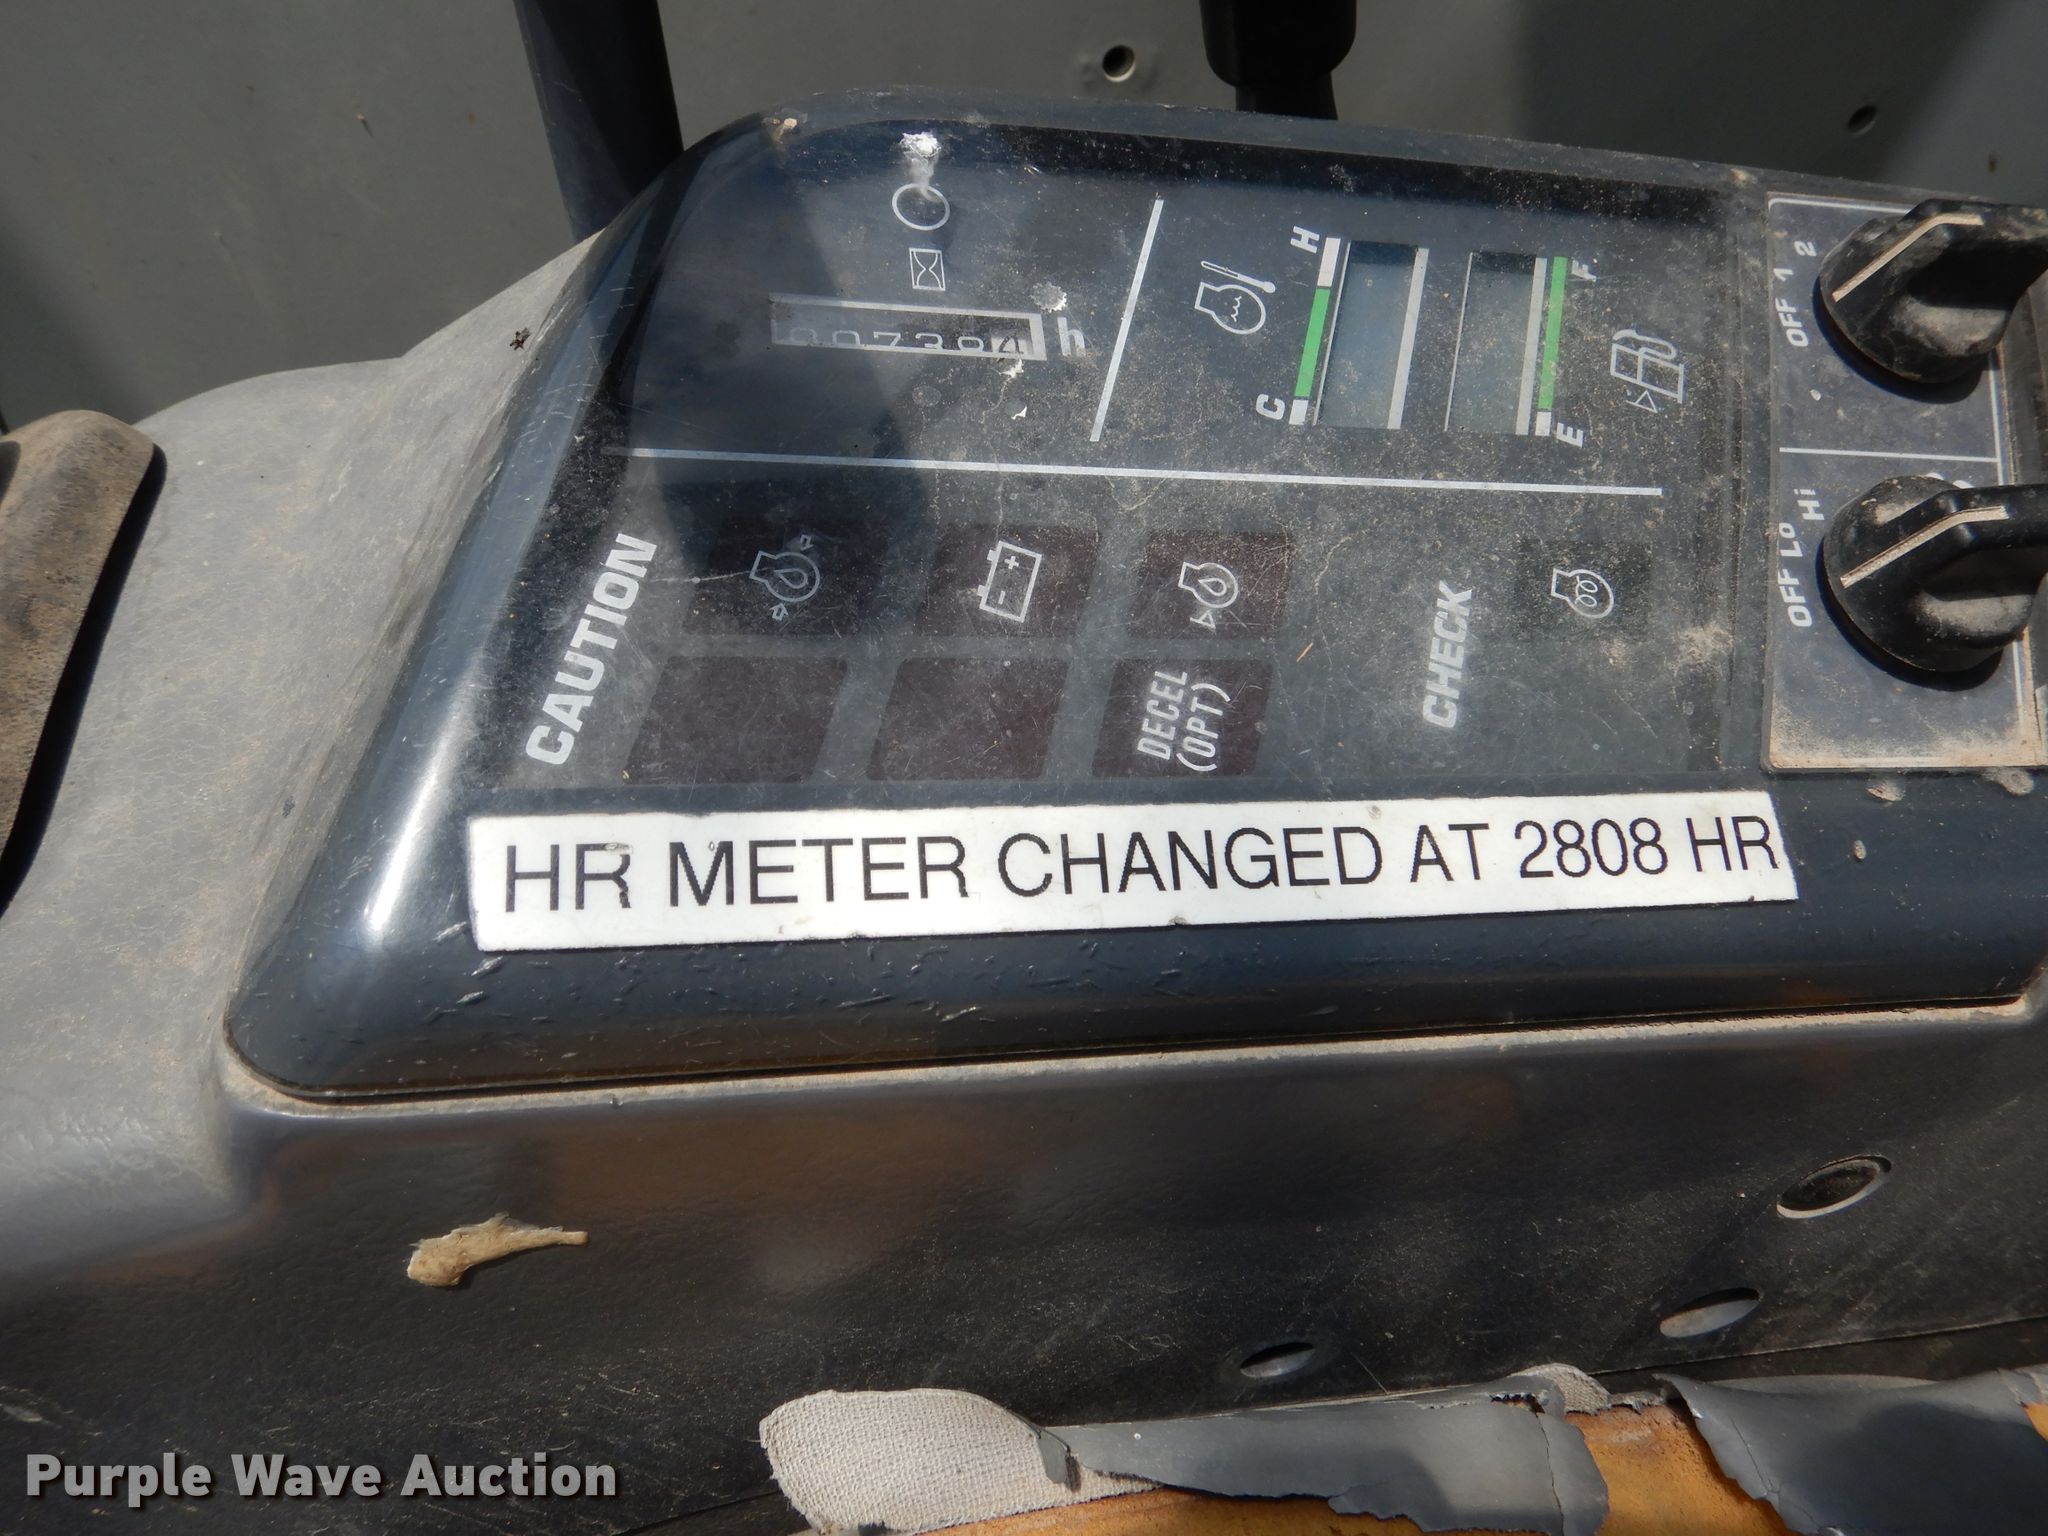 h
H
C
F
E
OFF 1 2
OFF Lo Hi
CAUTION
DECEL
(OPT)
CHECK
HR METER CHANGED AT 2808 HR
Purple Wave Auction